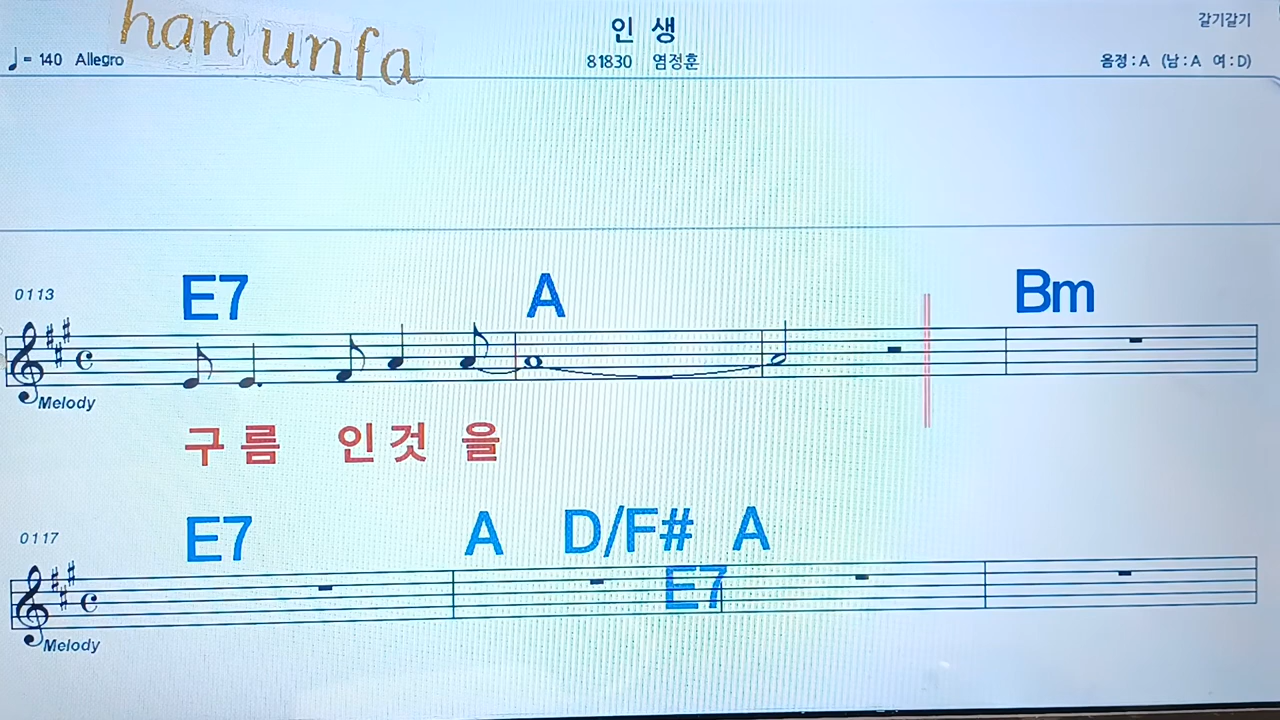 han unfa
인 생
갈기갈기
♩= 140 Allegro
81830 염정훈
음정 : A (남 : A 여 : D)
E7 A Bm
0113
Melody
구 름 인 것 을
E7 A D/F# A
0117
E7
Melody